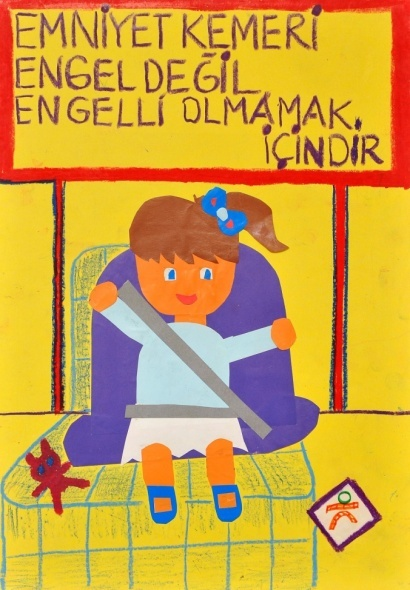 EMNİYET KEMERİ
ENGEL DEĞİL
ENGELLİ OLMAMAK
İÇİNDİR